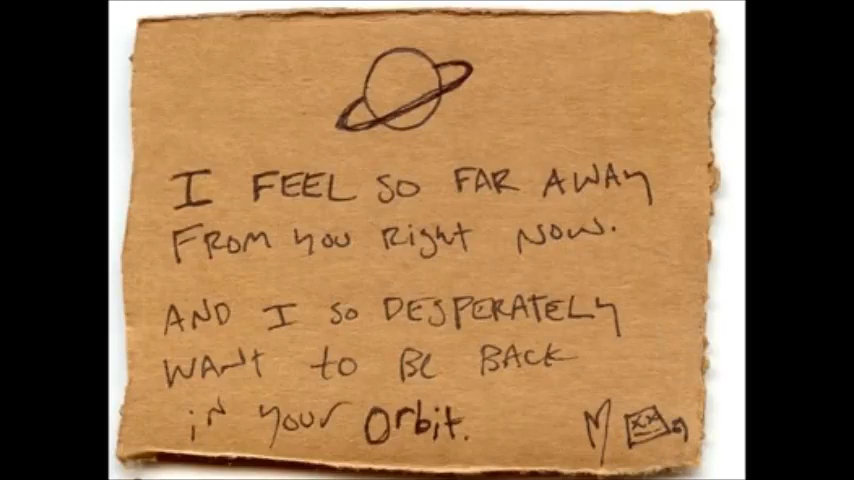 I FEEL SO FAR AWAY
FROM YOU Right NOW.
AND I SO DESPERATELY
WANT to BE BACK
iN YOUR Orbit.